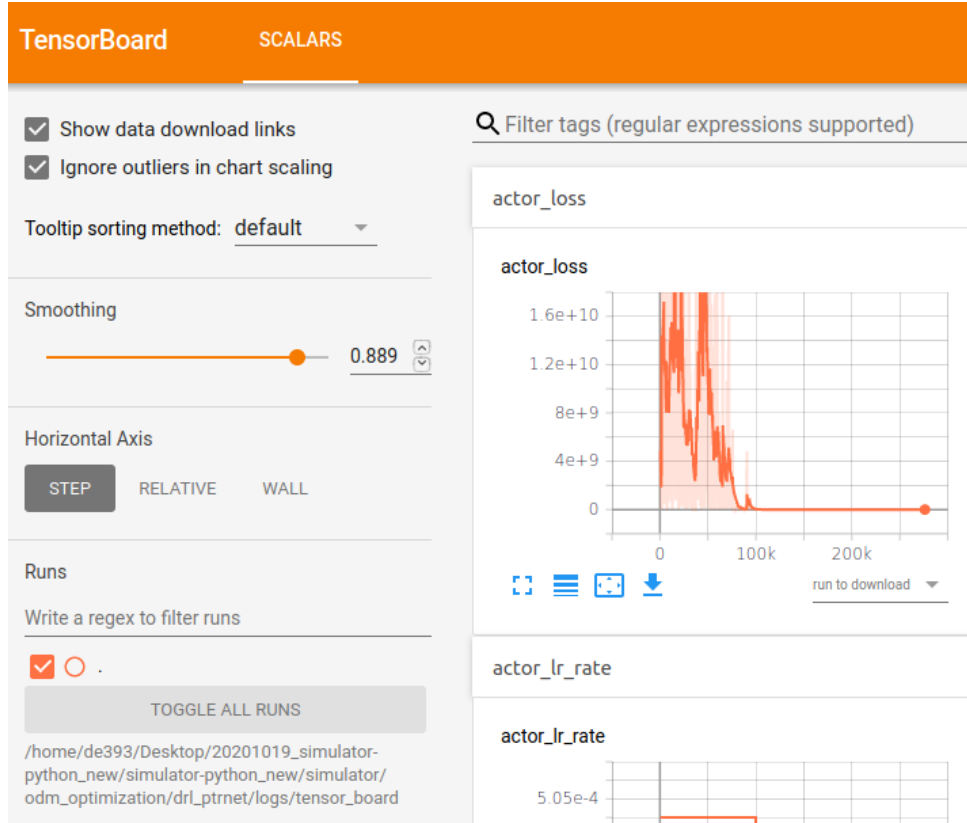 TensorBoard
SCALARS
Show data download links
Ignore outliers in chart scaling
Tooltip sorting method: default
Smoothing
0.889
Horizontal Axis
STEP RELATIVE WALL
Runs
Write a regex to filter runs
.
TOGGLE ALL RUNS
/home/de393/Desktop/20201019_simulator-
python_new/simulator-python_new/simulator/
odm_optimization/drl_ptrnet/logs/tensor_board
Filter tags (regular expressions supported)
actor_loss
actor_loss
1.6e+10
1.2e+10
8e+9
4e+9
0
0 100k 200k
run to download
actor_lr_rate
actor_lr_rate
5.05e-4